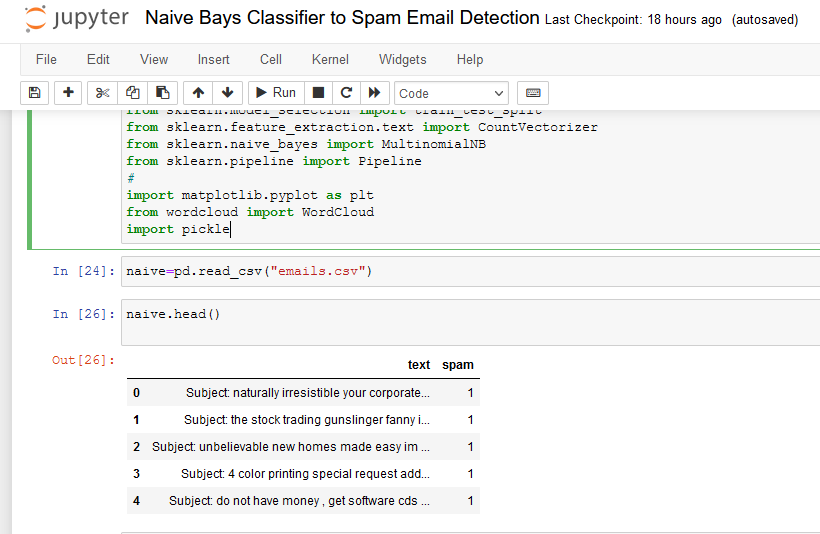 jupyter Naive Bays Classifier to Spam Email Detection Last Checkpoint: 18 hours ago (autosaved)
File Edit View Insert Cell Kernel Widgets Help
Run Code
from sklearn.model_selection import train_test_split
from sklearn.feature_extraction.text import CountVectorizer
from sklearn.naive_bayes import MultinomialNB
from sklearn.pipeline import Pipeline
#
import matplotlib.pyplot as plt
from wordcloud import WordCloud
import pickle
In [24]: naive=pd.read_csv("emails.csv")
In [26]: naive.head()
Out[26]:
text spam
0 Subject: naturally irresistible your corporate... 1
1 Subject: the stock trading gunslinger fanny i... 1
2 Subject: unbelievable new homes made easy im ... 1
3 Subject: 4 color printing special request add... 1
4 Subject: do not have money , get software cds ... 1